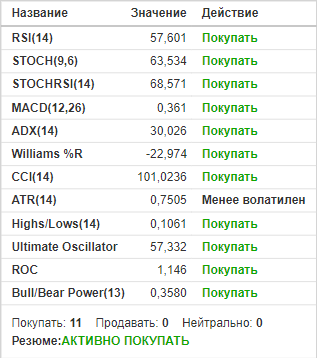 Название Значение Действие
RSI(14) 57,601 Покупать
STOCH(9,6) 63,534 Покупать
STOCHRSI(14) 68,571 Покупать
MACD(12,26) 0,361 Покупать
ADX(14) 30,026 Покупать
Williams %R -22,974 Покупать
CCI(14) 101,0236 Покупать
ATR(14) 0,7505 Менее волатилен
Highs/Lows(14) 0,1061 Покупать
Ultimate Oscillator 57,332 Покупать
ROC 1,146 Покупать
Bull/Bear Power(13) 0,3580 Покупать
Покупать: 11 Продавать: 0 Нейтрально: 0
Резюме:АКТИВНО ПОКУПАТЬ